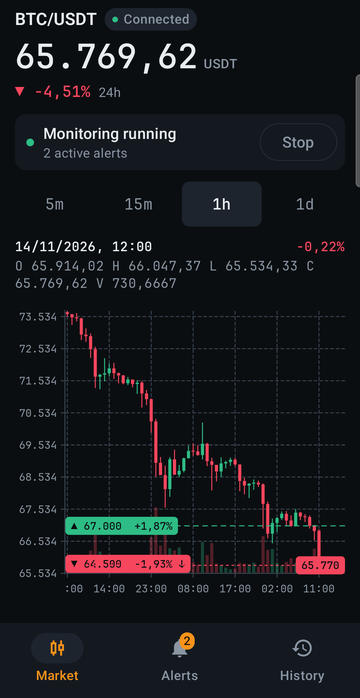 BTC/USDT Connected
65.769,62 USDT
▼ -4,51% 24h
Monitoring running
2 active alerts
Stop
5m 15m 1h 1d
14/11/2026, 12:00 -0,22%
O 65.914,02 H 66.047,37 L 65.534,33 C
65.769,62 V 730,6667
73.534
72.534
71.534
70.534
69.534
68.534
67.534
▲ 67.000 +1,87%
66.534
▼ 64.500 -1,93% ↓ 65.770
65.534
:00 14:00 23:00 08:00 17:00 02:00 11:00
2
Market Alerts History